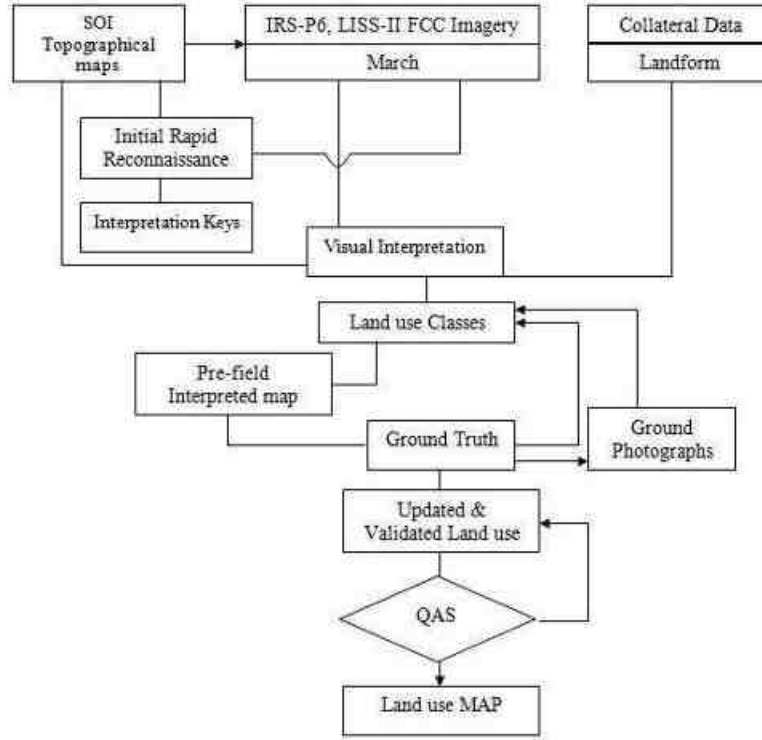 SOI
Topographical
maps
IRS-P6, LISS-II FCC Imagery
March
Collateral Data
Landform
Initial Rapid
Reconnaissance
Interpretation Keys
Visual Interpretation
Land use Classes
Pre-field
Interpreted map
Ground Truth
Ground
Photographs
Updated &
Validated Land use
QAS
Land use MAP